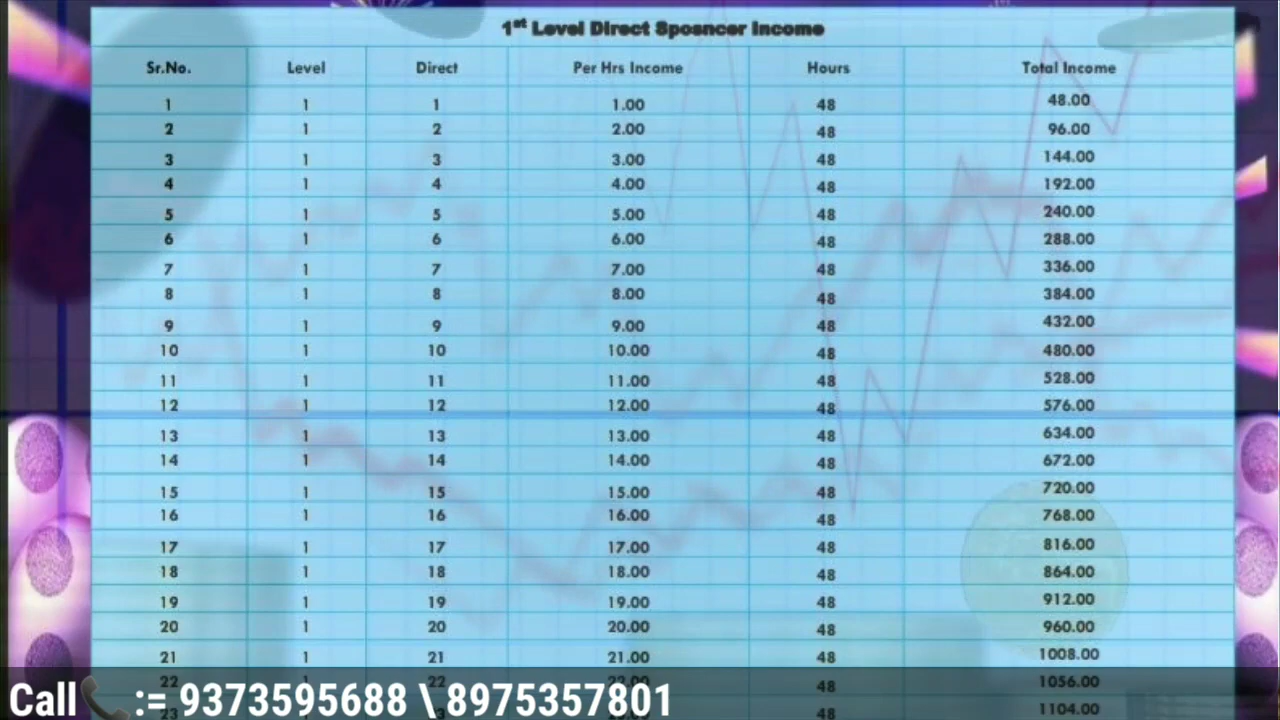 1st Level Direct Sposncer Income
Sr.No. Level Direct Per Hrs Income Hours Total Income
1 1 1 1.00 48 48.00
2 1 2 2.00 48 96.00
3 1 3 3.00 48 144.00
4 1 4 4.00 48 192.00
5 1 5 5.00 48 240.00
6 1 6 6.00 48 288.00
7 1 7 7.00 48 336.00
8 1 8 8.00 48 384.00
9 1 9 9.00 48 432.00
10 1 10 10.00 48 480.00
11 1 11 11.00 48 528.00
12 1 12 12.00 48 576.00
13 1 13 13.00 48 634.00
14 1 14 14.00 48 672.00
15 1 15 15.00 48 720.00
16 1 16 16.00 48 768.00
17 1 17 17.00 48 816.00
18 1 18 18.00 48 864.00
19 1 19 19.00 48 912.00
20 1 20 20.00 48 960.00
21 1 21 21.00 48 1008.00
22 1 22 22.00 48 1056.00
23 48 1104.00
Call := 9373595688 \ 8975357801